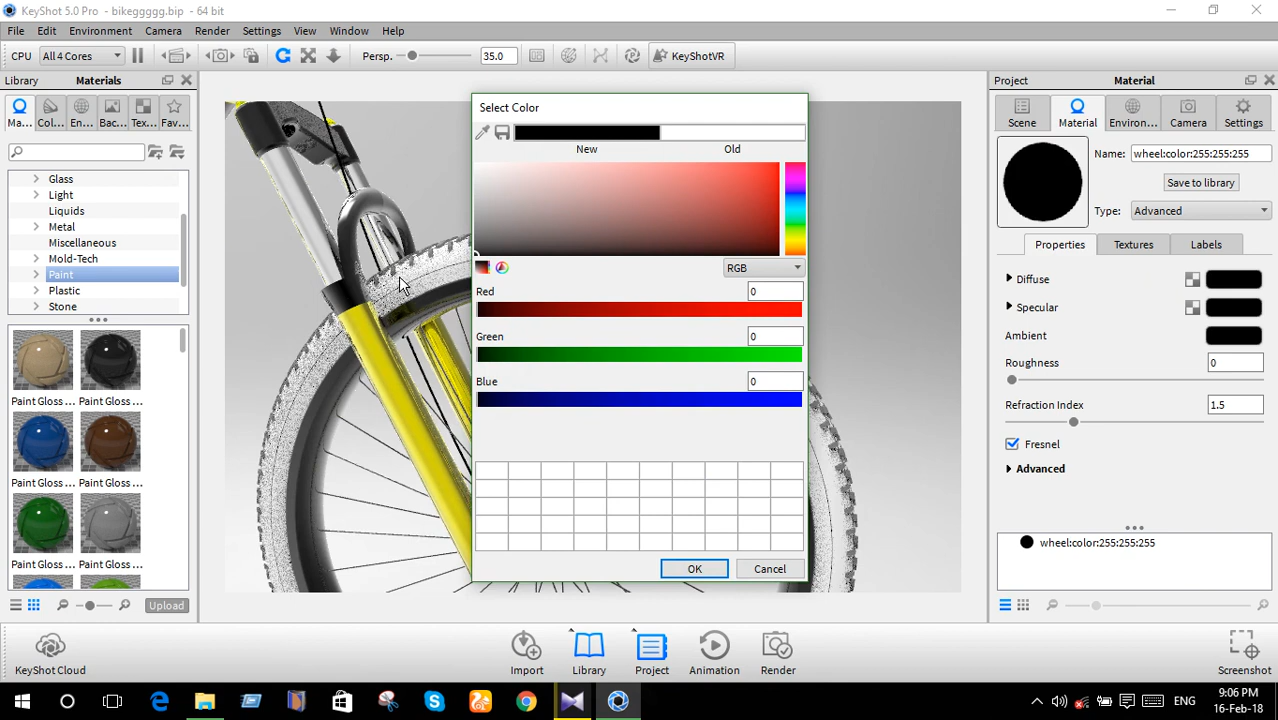 KeyShot 5.0 Pro - bikeggggg.bip - 64 bit
File Edit Environment Camera Render Settings View Window Help
CPU All 4 Cores Persp. 35.0 KeyShotVR
Library Materials
Ma... Col... En... Bac... Tex... Fav...
Glass
Light
Liquids
Metal
Miscellaneous
Mold-Tech
Paint
Plastic
Stone
Paint Gloss ... Paint Gloss ...
Paint Gloss ... Paint Gloss ...
Paint Gloss ... Paint Gloss ...
Upload
Select Color
New Old
RGB
Red 0
Green 0
Blue 0
OK Cancel
Project Material
Scene Material Environ... Camera Settings
Name: wheel:color:255:255:255
Save to library
Type: Advanced
Properties Textures Labels
Diffuse
Specular
Ambient
Roughness 0
Refraction Index 1.5
Fresnel
Advanced
wheel:color:255:255:255
KeyShot Cloud Import Library Project Animation Render Screenshot
ENG
9:06 PM
16-Feb-18